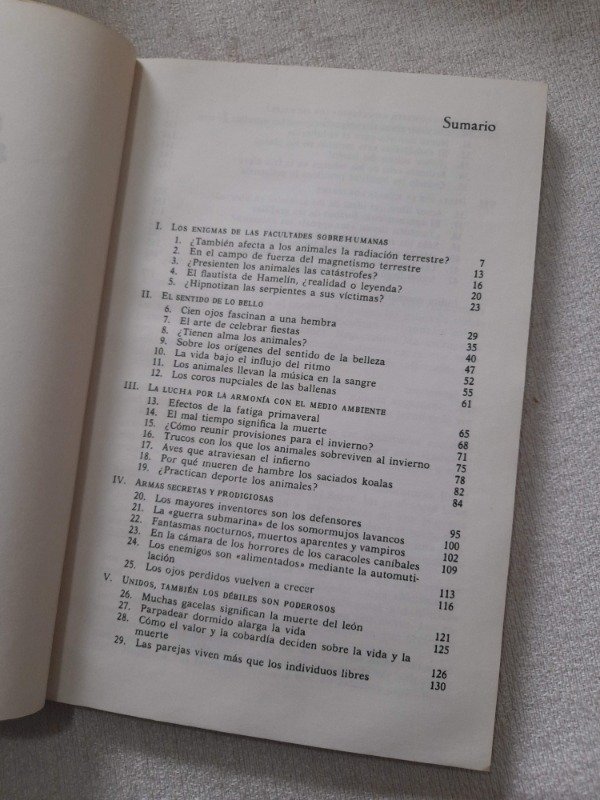 Sumario
I. Los enigmas de las facultades sobrehumanas
1. ¿También afecta a los animales la radiación terrestre? 7
2. En el campo de fuerza del magnetismo terrestre 13
3. ¿Presienten los animales las catástrofes? 16
4. El flautista de Hamelín, ¿realidad o leyenda? 20
5. ¿Hipnotizan las serpientes a sus víctimas? 23
II. El sentido de lo bello
6. Cien ojos fascinan a una hembra 29
7. El arte de celebrar fiestas 35
8. ¿Tienen alma los animales? 40
9. Sobre los orígenes del sentido de la belleza 47
10. La vida bajo el influjo del ritmo 52
11. Los animales llevan la música en la sangre 55
12. Los coros nupciales de las ballenas 61
III. La lucha por la armonía con el medio ambiente
13. Efectos de la fatiga primaveral 65
14. El mal tiempo significa la muerte 68
15. ¿Cómo reunir provisiones para el invierno? 71
16. Trucos con los que los animales sobreviven al invierno 75
17. Aves que atraviesan el infierno 78
18. Por qué mueren de hambre los saciados koalas 82
19. ¿Practican deporte los animales? 84
IV. Armas secretas y prodigiosas
20. Los mayores inventores son los defensores 95
21. La «guerra submarina» de los somormujos lavancos 100
22. Fantasmas nocturnos, muertos aparentes y vampiros 102
23. En la cámara de los horrores de los caracoles caníbales 109
24. Los enemigos son «alimentados» mediante la automuti-
lación 113
25. Los ojos perdidos vuelven a crecer 116
V. Unidos, también los débiles son poderosos
26. Muchas gacelas significan la muerte del león 121
27. Parpadear dormido alarga la vida 125
28. Cómo el valor y la cobardía deciden sobre la vida y la
muerte 126
29. Las parejas viven más que los individuos libres 130